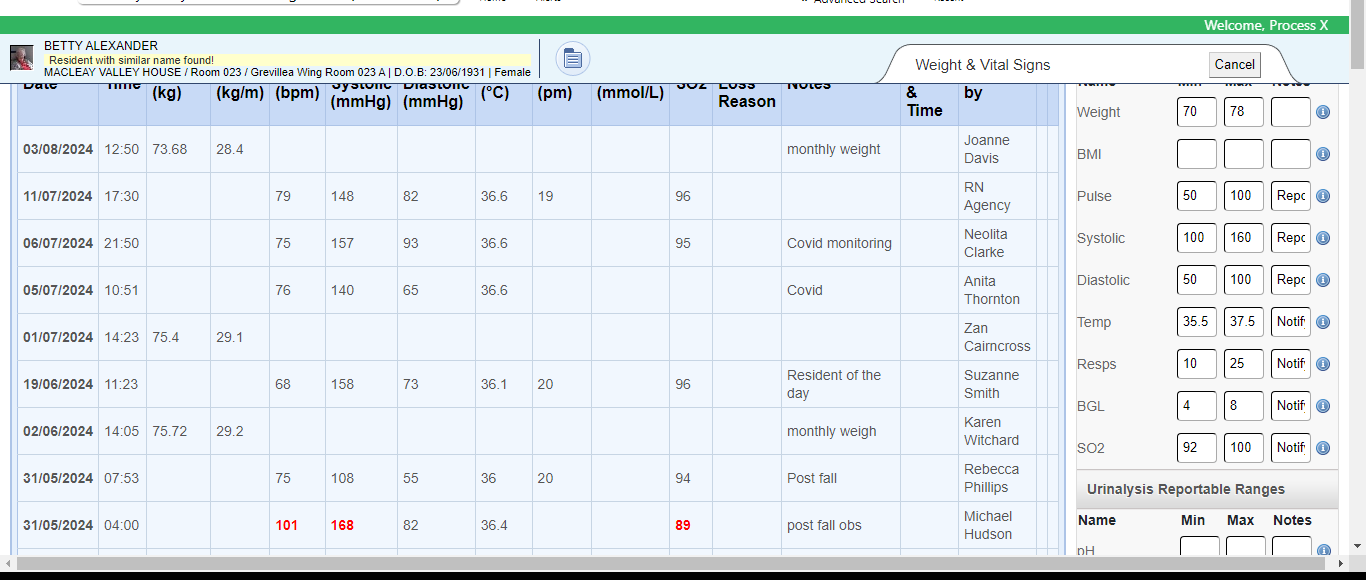 Advanced Search
Welcome, Process X
BETTY ALEXANDER
Resident with similar name found!
MACLEAY VALLEY HOUSE / Room 023 / Grevillea Wing Room 023 A | D.O.B: 23/06/1931 | Female
Weight & Vital Signs
Cancel
Date Time (kg) (kg/m) (bpm) Systolic (mmHg) Diastolic (mmHg) (°C) (pm) (mmol/L) SO2 Loss Reason Notes & Time by
03/08/2024 12:50 73.68 28.4 monthly weight Joanne Davis
11/07/2024 17:30 79 148 82 36.6 19 96 RN Agency
06/07/2024 21:50 75 157 93 36.6 95 Covid monitoring Neolita Clarke
05/07/2024 10:51 76 140 65 36.6 Covid Anita Thornton
01/07/2024 14:23 75.4 29.1 Zan Cairncross
19/06/2024 11:23 68 158 73 36.1 20 96 Resident of the day Suzanne Smith
02/06/2024 14:05 75.72 29.2 monthly weigh Karen Witchard
31/05/2024 07:53 75 108 55 36 20 94 Post fall Rebecca Phillips
31/05/2024 04:00 101 168 82 36.4 89 post fall obs Michael Hudson
Name Min Max Notes
Weight 70 78
BMI
Pulse 50 100 Repo
Systolic 100 160 Repo
Diastolic 50 100 Repo
Temp 35.5 37.5 Notif
Resps 10 25 Notif
BGL 4 8 Notif
SO2 92 100 Notif
Urinalysis Reportable Ranges
Name Min Max Notes
pH